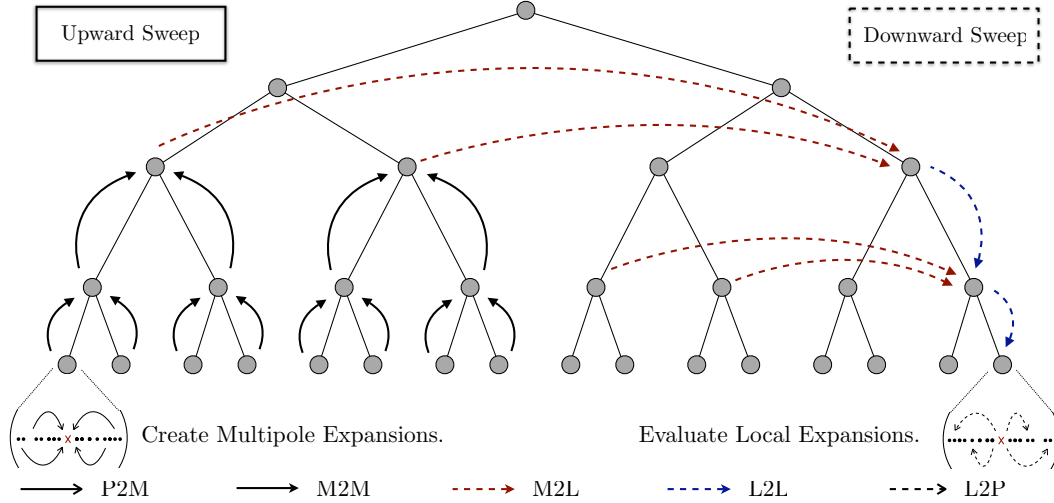 Upward Sweep
Downward Sweep
x
x
Create Multipole Expansions.
Evaluate Local Expansions.
P2M
M2M
M2L
L2L
L2P